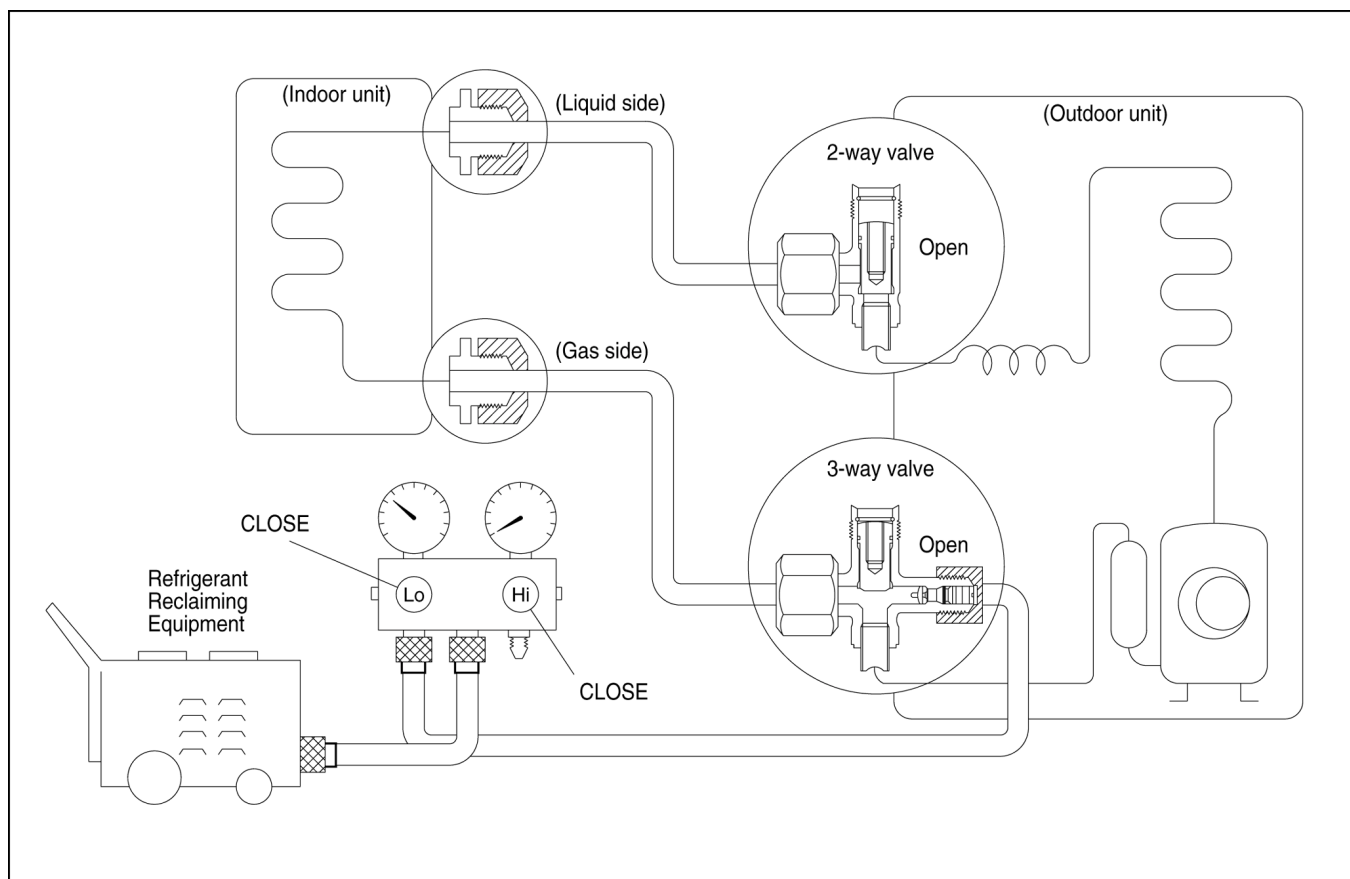 (Indoor unit)
(Liquid side)
(Outdoor unit)
2-way valve
Open
(Gas side)
3-way valve
Open
CLOSE
Refrigerant
Reclaiming
Equipment
Lo
Hi
CLOSE